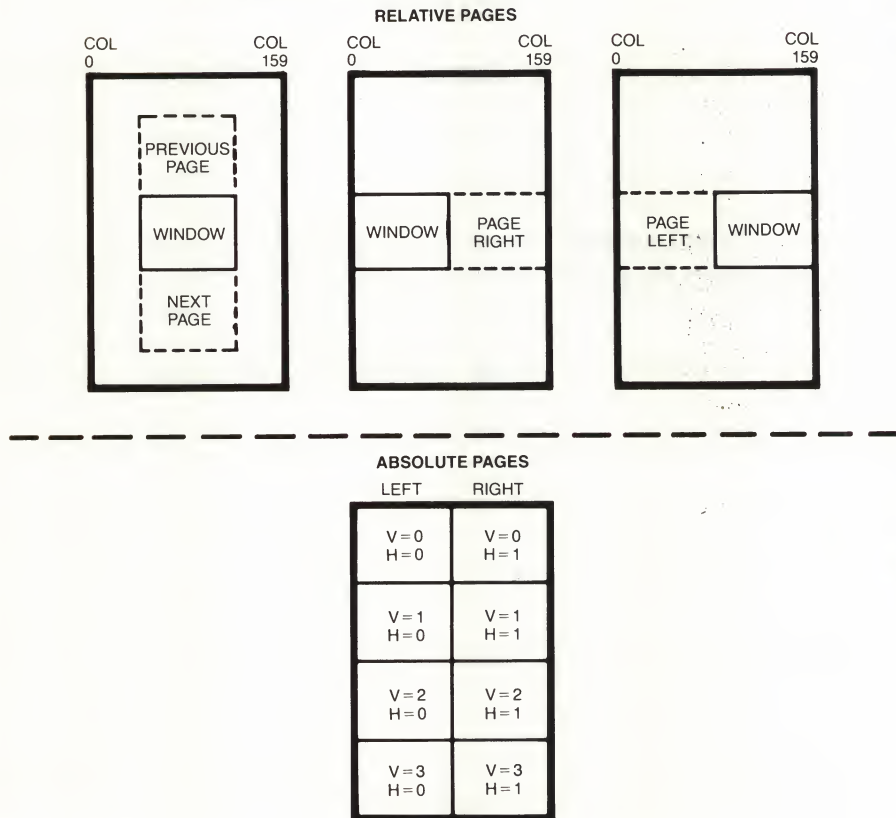 RELATIVE PAGES
COL COL
0 159
PREVIOUS
PAGE
WINDOW
NEXT
PAGE
COL COL
0 159
WINDOW
PAGE
RIGHT
COL COL
0 159
PAGE
LEFT
WINDOW
ABSOLUTE PAGES
LEFT RIGHT
V=0 V=0
H=0 H=1
V=1 V=1
H=0 H=1
V=2 V=2
H=0 H=1
V=3 V=3
H=0 H=1